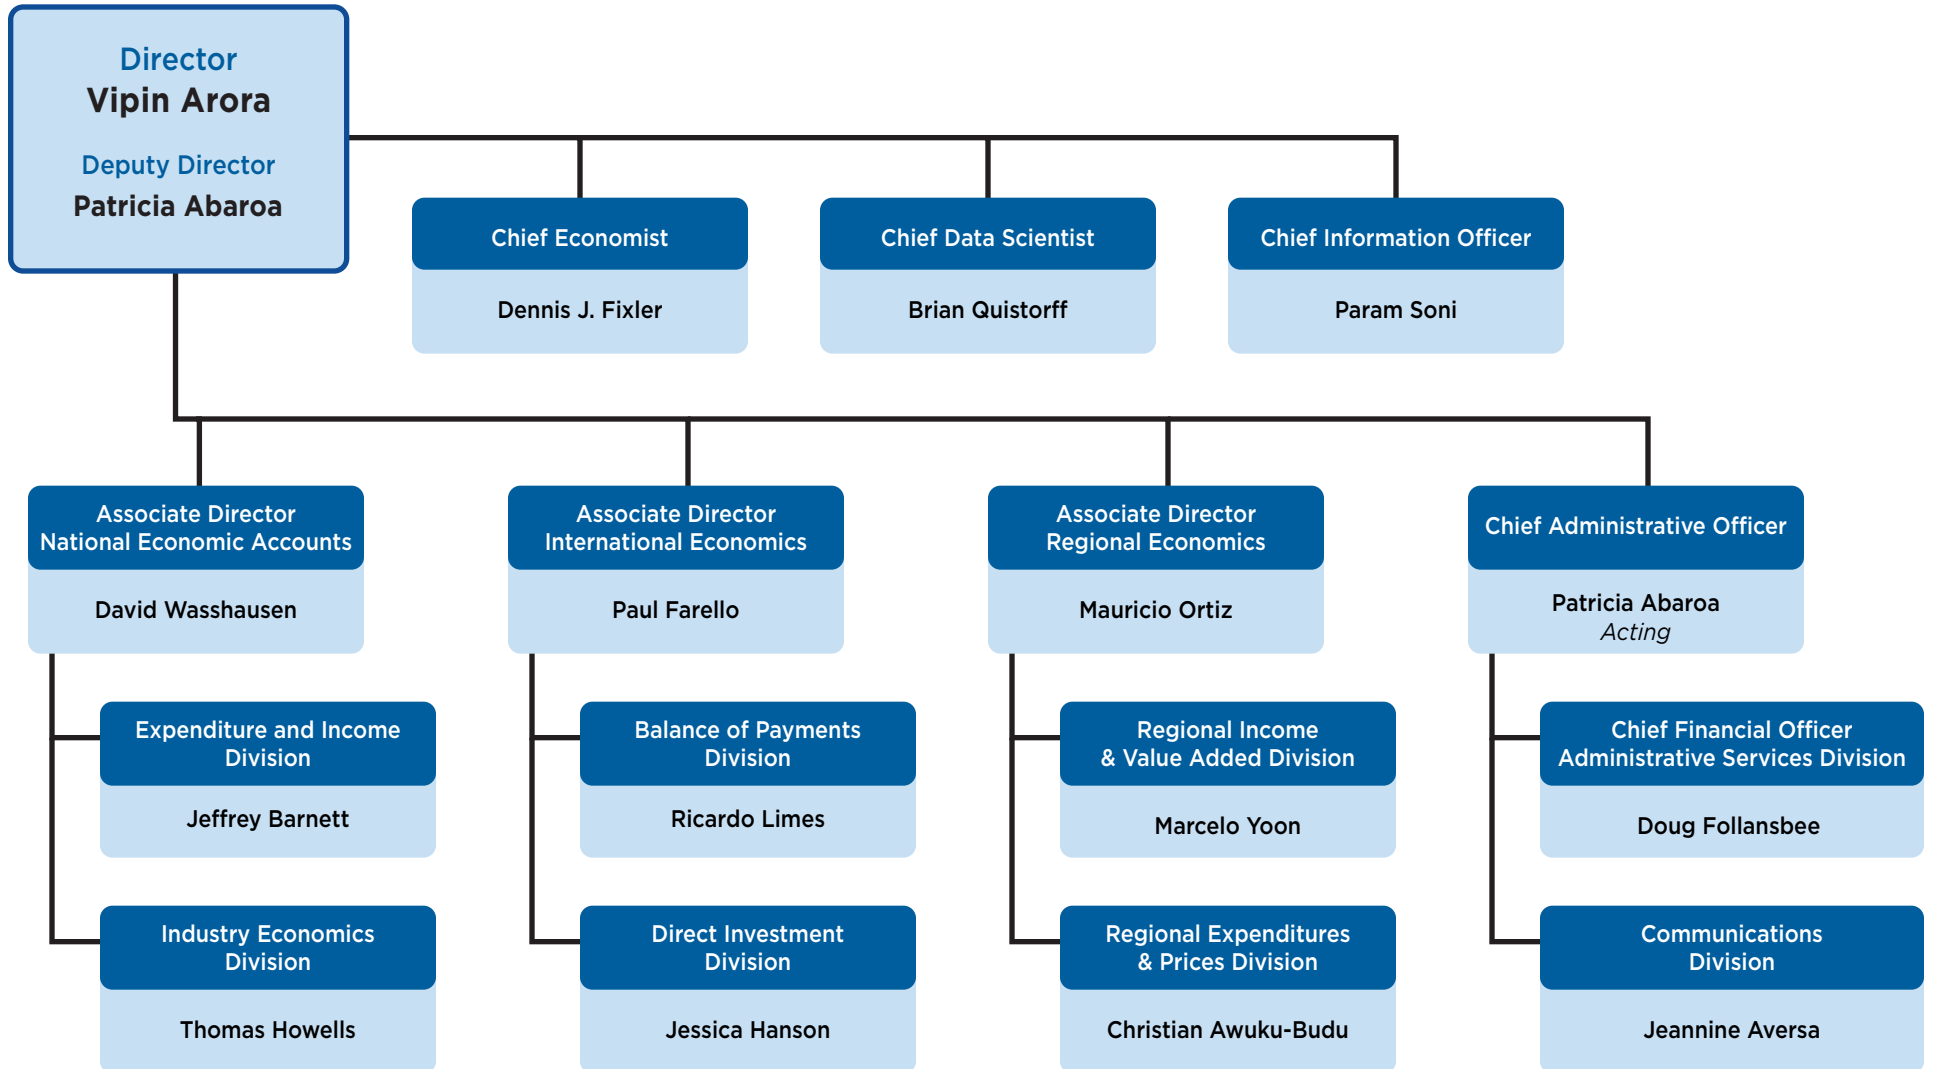 Director
Vipin Arora
Deputy Director
Patricia Abaroa
Chief Economist
Dennis J. Fixler
Chief Data Scientist
Brian Quistorff
Chief Information Officer
Param Soni
Associate Director
National Economic Accounts
David Wasshausen
Associate Director
International Economics
Paul Farello
Associate Director
Regional Economics
Mauricio Ortiz
Chief Administrative Officer
Patricia Abaroa
Acting
Expenditure and Income
Division
Jeffrey Barnett
Balance of Payments
Division
Ricardo Limes
Regional Income
& Value Added Division
Marcelo Yoon
Chief Financial Officer
Administrative Services Division
Doug Follansbee
Industry Economics
Division
Thomas Howells
Direct Investment
Division
Jessica Hanson
Regional Expenditures
& Prices Division
Christian Awuku-Budu
Communications
Division
Jeannine Aversa